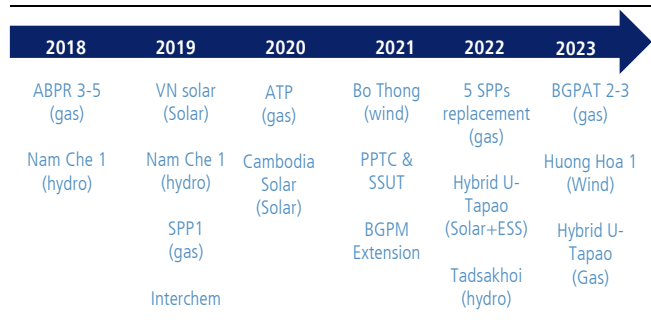 2018 2019 2020 2021 2022 2023
ABPR 3-5
(gas)
Nam Che 1
(hydro)
VN solar
(Solar)
Nam Che 1
(hydro)
SPP1
(gas)
Interchem
ATP
(gas)
Cambodia
Solar
(Solar)
Bo Thong
(wind)
PPTC &
SSUT
BGPM
Extension
5 SPPs
replacement
(gas)
Hybrid U-
Tapao
(Solar+ESS)
Tadsakhoi
(hydro)
BGPAT 2-3
(gas)
Huong Hoa 1
(Wind)
Hybrid U-
Tapao
(Gas)